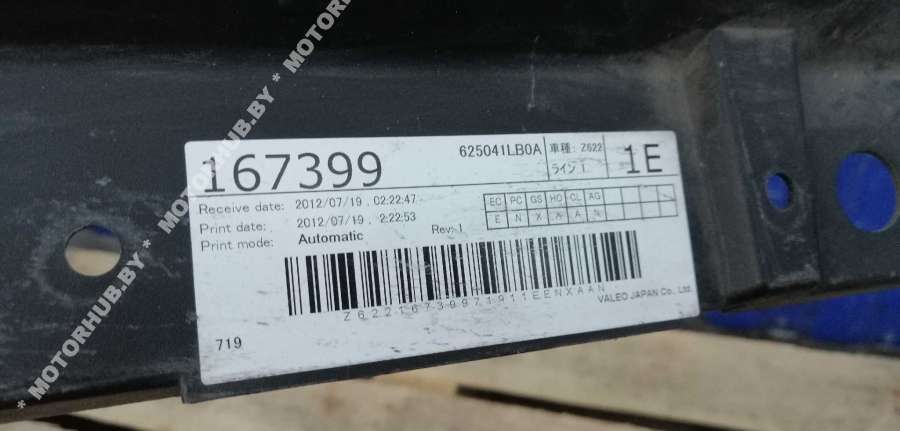 * MOTORHUB.BY * MOTORHUB.BY * MOTORHUB.BY *
167399
625041LB0A
車種: Z622
ライン 1
1E
Receive date: 2012/07/19 . 02:22:47
Print date: 2012/07/19 . 2:22:53
Print mode: Automatic
Rev: 1
EC PC GS HO CL AG
E N X X A N
VALEO JAPAN Co., Ltd.
719